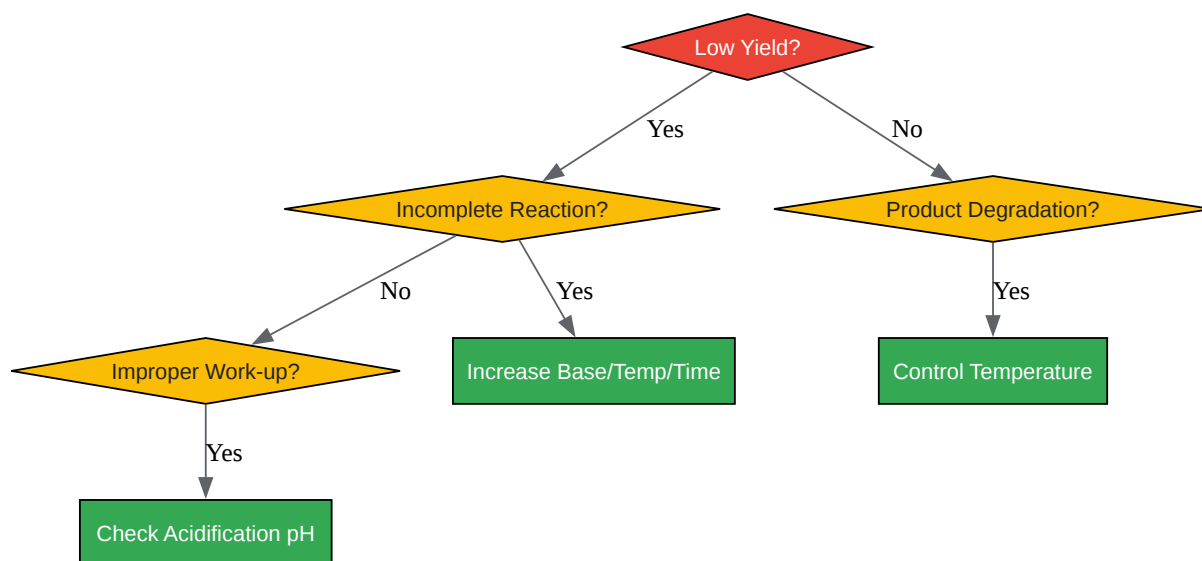 Low Yield?
Yes
No
Incomplete Reaction?
Product Degradation?
No
Yes
Yes
Improper Work-up?
Increase Base/Temp/Time
Control Temperature
Yes
Check Acidification pH